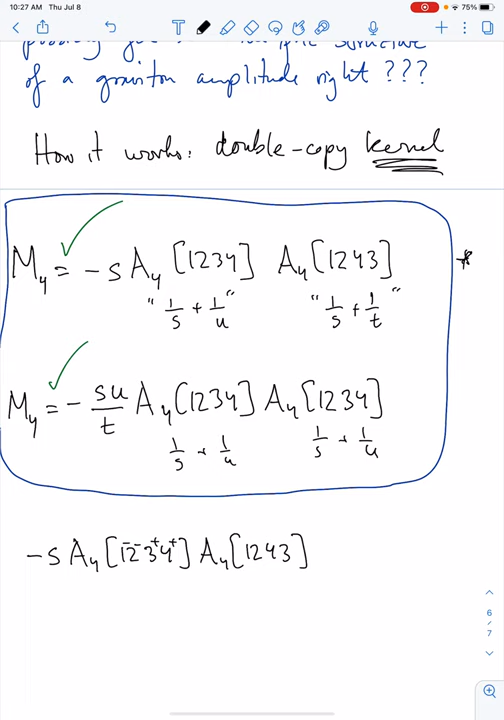 10:27 AM Thu Jul 8
75%
of a graviton amplitude right ???
How it works: double-copy kernel
M₄ = -s A₄ [1234] A₄ [1243] *
"1/s + 1/u" "1/s + 1/t"
M₄ = - su/t A₄ [1234] A₄ [1234]
1/s + 1/u 1/s + 1/u
-s A₄ [1⁻2⁻3⁺4⁺] A₄ [1243]
6
/
7